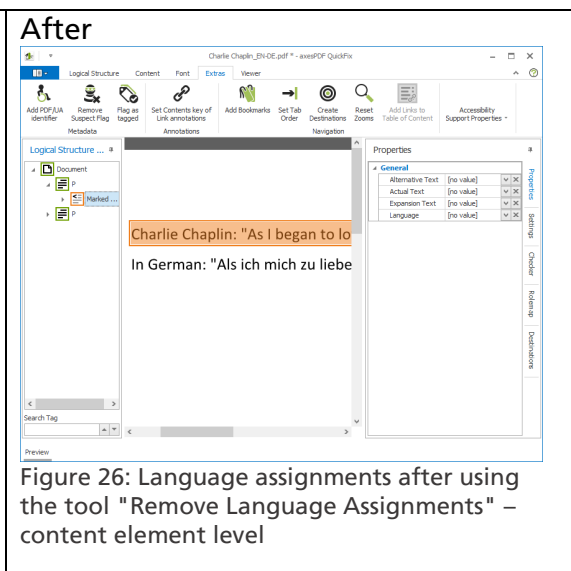 After
Charlie Chaplin_EN-DE.pdf * - axesPDF QuickFix
Logical Structure Content Font Extras Viewer
Add PDF/UA identifier
Remove Suspect Flag
Flag as tagged
Set Contents key of Link annotations
Add Bookmarks
Set Tab Order
Create Destinations
Reset Zooms
Add Links to Table of Content
Accessibility Support Properties
Metadata Annotations Navigation
Logical Structure ...
Document
P
Marked ...
P
Search Tag
Preview
Charlie Chaplin: "As I began to lo
In German: "Als ich mich zu liebe
Properties
General
Alternative Text [no value]
Actual Text [no value]
Expansion Text [no value]
Language [no value]
Properties
Settings
Checker
Rolemap
Destinations
Figure 26: Language assignments after using
the tool "Remove Language Assignments" –
content element level